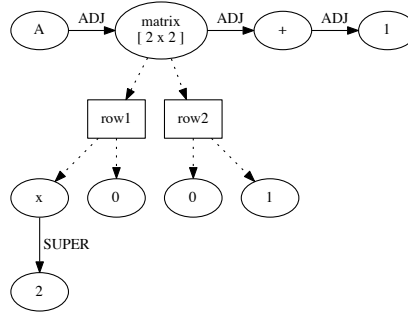 A ADJ matrix ADJ + ADJ 1
[ 2 x 2 ]
row1 row2
x 0 0 1
SUPER
2